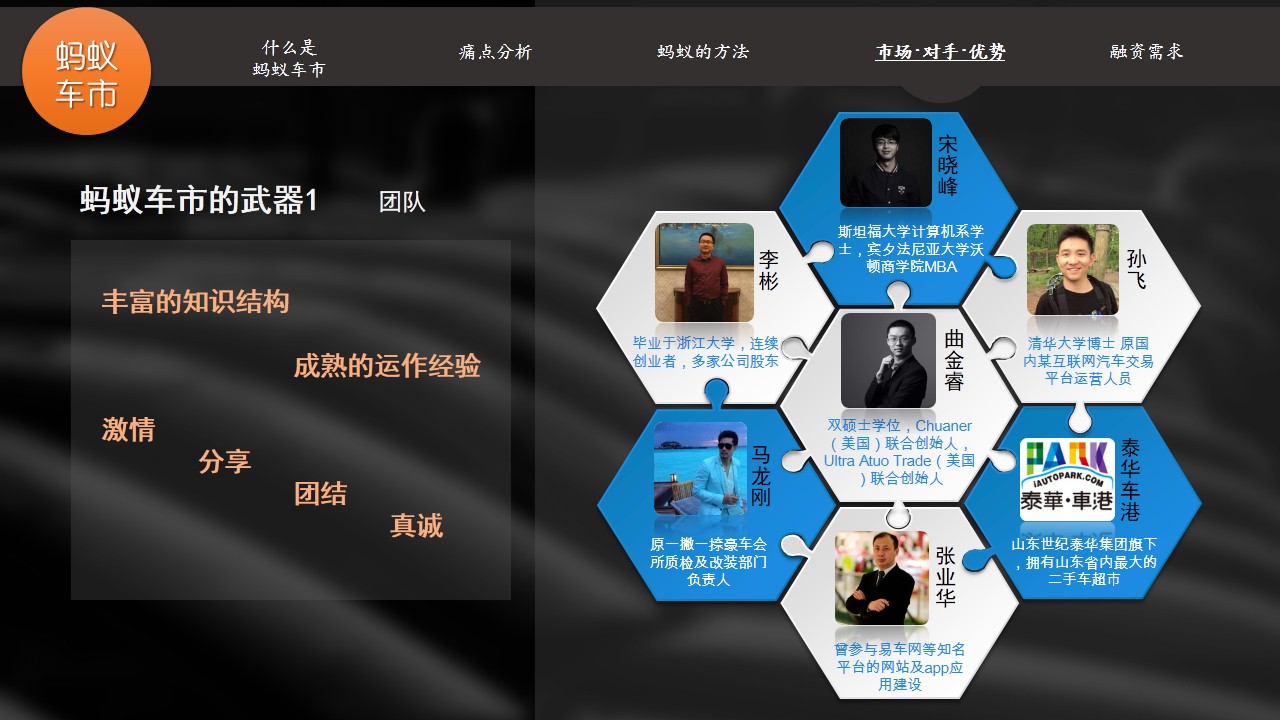 蚂蚁
车市
什么是
蚂蚁车市
痛点分析
蚂蚁的方法
市场·对手·优势
融资需求
蚂蚁车市的武器1
团队
丰富的知识结构
成熟的运作经验
激情
分享
团结
真诚
宋晓峰
斯坦福大学计算机系学
士，宾夕法尼亚大学沃
顿商学院MBA
李彬
毕业于浙江大学，连续
创业者，多家公司股东
孙飞
清华大学博士 原国
内某互联网汽车交易
平台运营人员
曲金睿
双硕士学位，Chuaner
（美国）联合创始人，
Ultra Atuo Trade（美国
）联合创始人
马龙刚
原一撇一捺豪车会
所质检及改装部门
负责人
PARK
iAUTOPARK.COM
泰華·車港
泰华车港
山东世纪泰华集团旗下
，拥有山东省内最大的
二手车超市
张业华
曾参与易车网等知名
平台的网站及app应
用建设